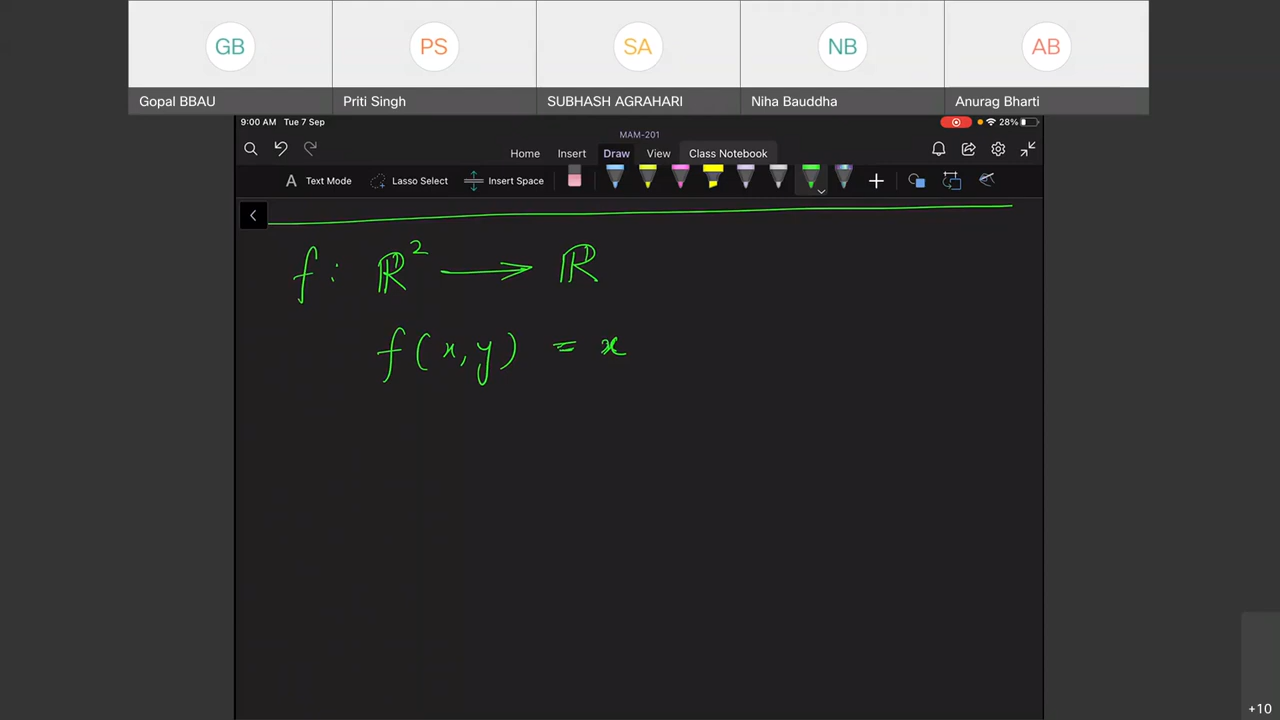 GB PS SA NB AB
Gopal BBAU Priti Singh SUBHASH AGRAHARI Niha Bauddha Anurag Bharti
9:00 AM Tue 7 Sep 28%
MAM-201
Home Insert Draw View Class Notebook
A Text Mode Lasso Select Insert Space
f: ℝ² ⟶ ℝ
f(x,y) = x
+10